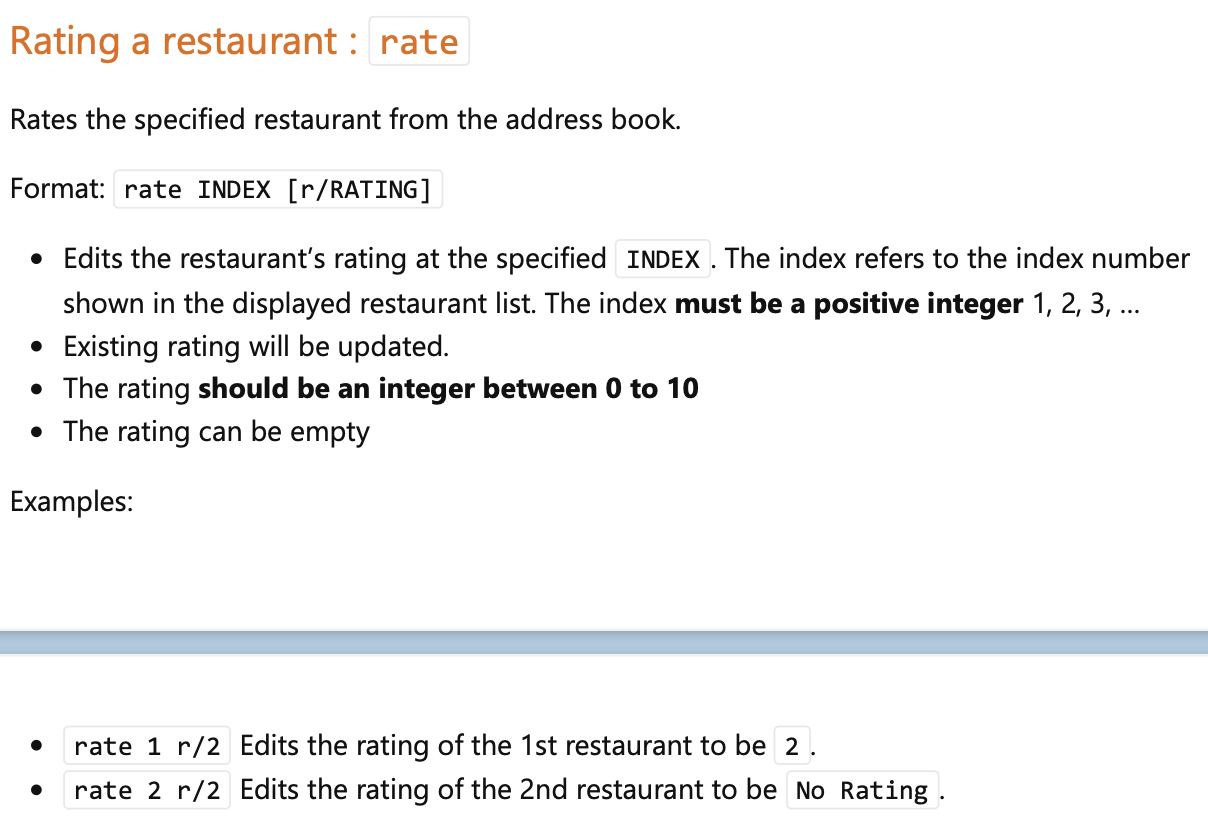 Rating a restaurant : rate
Rates the specified restaurant from the address book.
Format: rate INDEX [r/RATING]
• Edits the restaurant’s rating at the specified INDEX. The index refers to the index number
shown in the displayed restaurant list. The index must be a positive integer 1, 2, 3, …
• Existing rating will be updated.
• The rating should be an integer between 0 to 10
• The rating can be empty
Examples:
• rate 1 r/2 Edits the rating of the 1st restaurant to be 2.
• rate 2 r/2 Edits the rating of the 2nd restaurant to be No Rating.